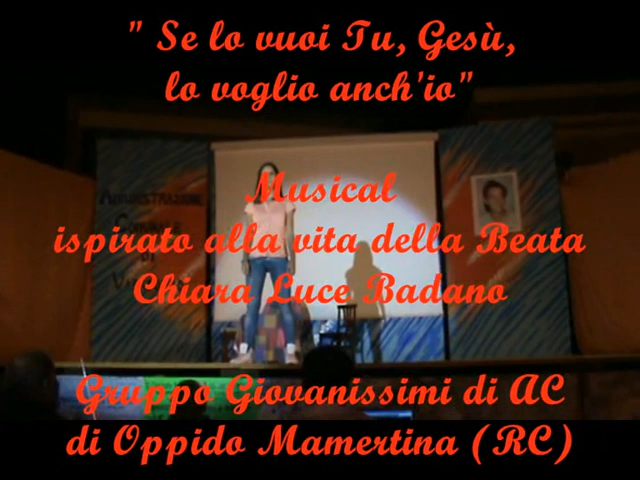 " Se lo vuoi Tu, Gesù,
lo voglio anch'io"
Musical
ispirato alla vita della Beata
Chiara Luce Badano
Gruppo Giovanissimi di AC
di Oppido Mamertina (RC)